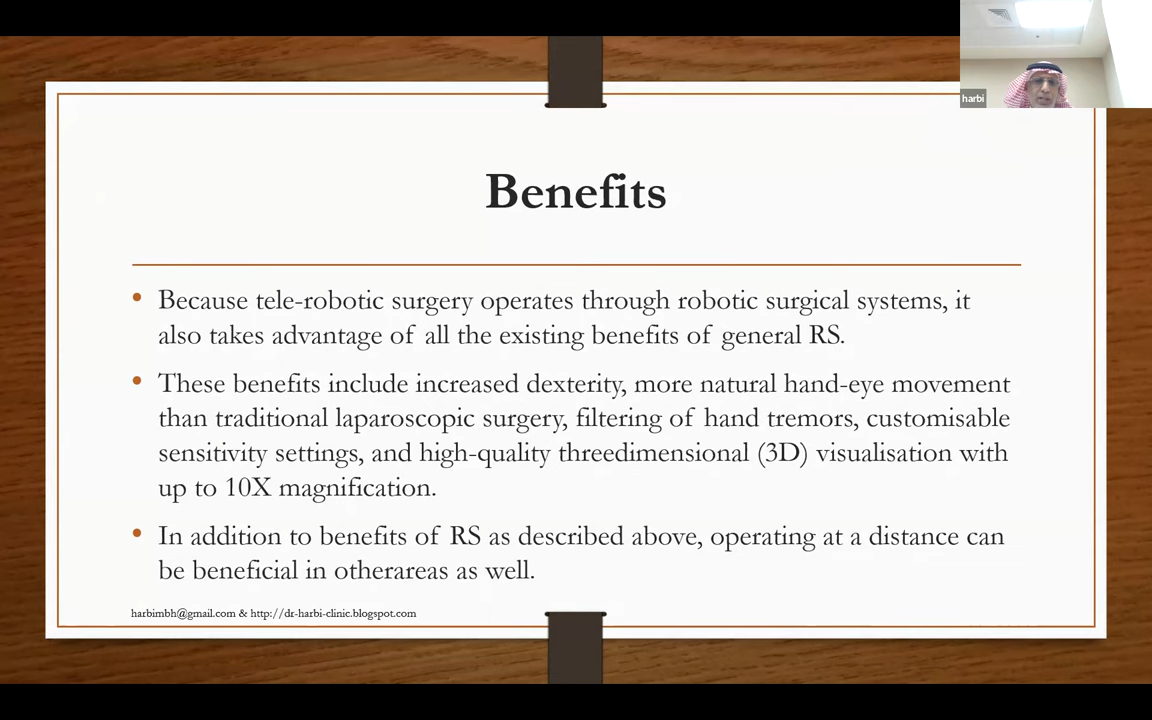 harbi
Benefits
• Because tele-robotic surgery operates through robotic surgical systems, it
also takes advantage of all the existing benefits of general RS.
• These benefits include increased dexterity, more natural hand-eye movement
than traditional laparoscopic surgery, filtering of hand tremors, customisable
sensitivity settings, and high-quality threedimensional (3D) visualisation with
up to 10X magnification.
• In addition to benefits of RS as described above, operating at a distance can
be beneficial in otherareas as well.
harbimbh@gmail.com & http://dr-harbi-clinic.blogspot.com